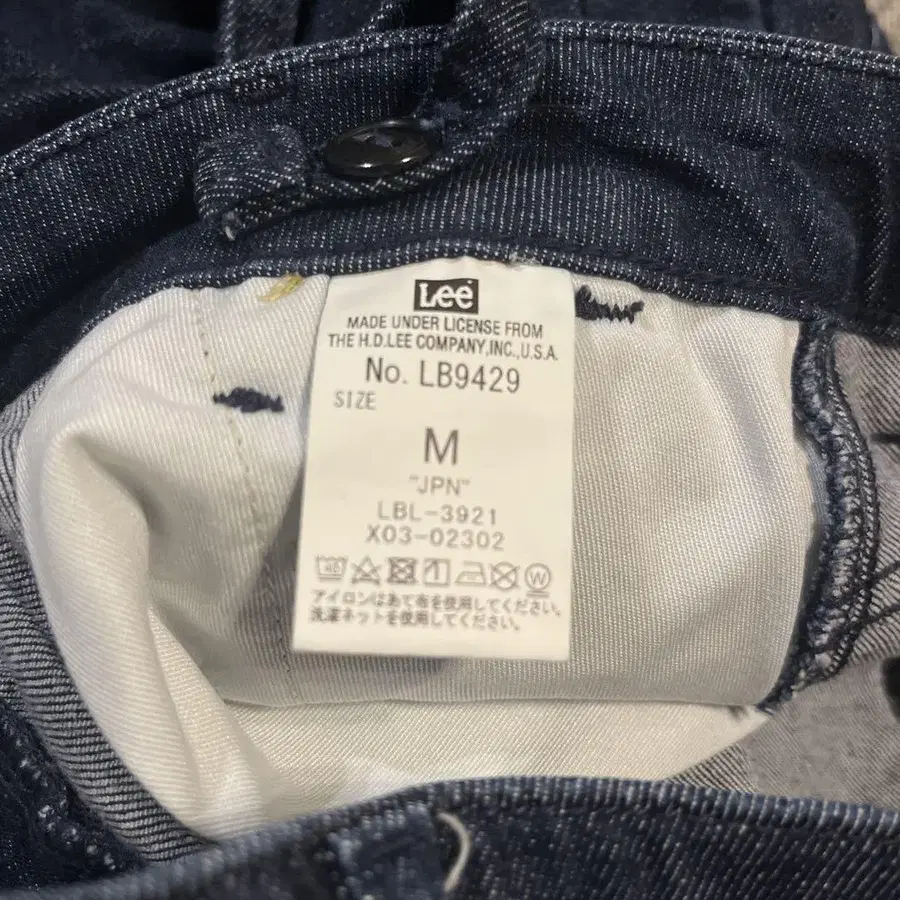 Lee
MADE UNDER LICENSE FROM
THE H.D.LEE COMPANY,INC.,U.S.A.
No. LB9429
SIZE
M
"JPN"
LBL-3921
X03-02302
40
W
アイロンはあて布を使用してください。
洗濯ネットを使用してください。